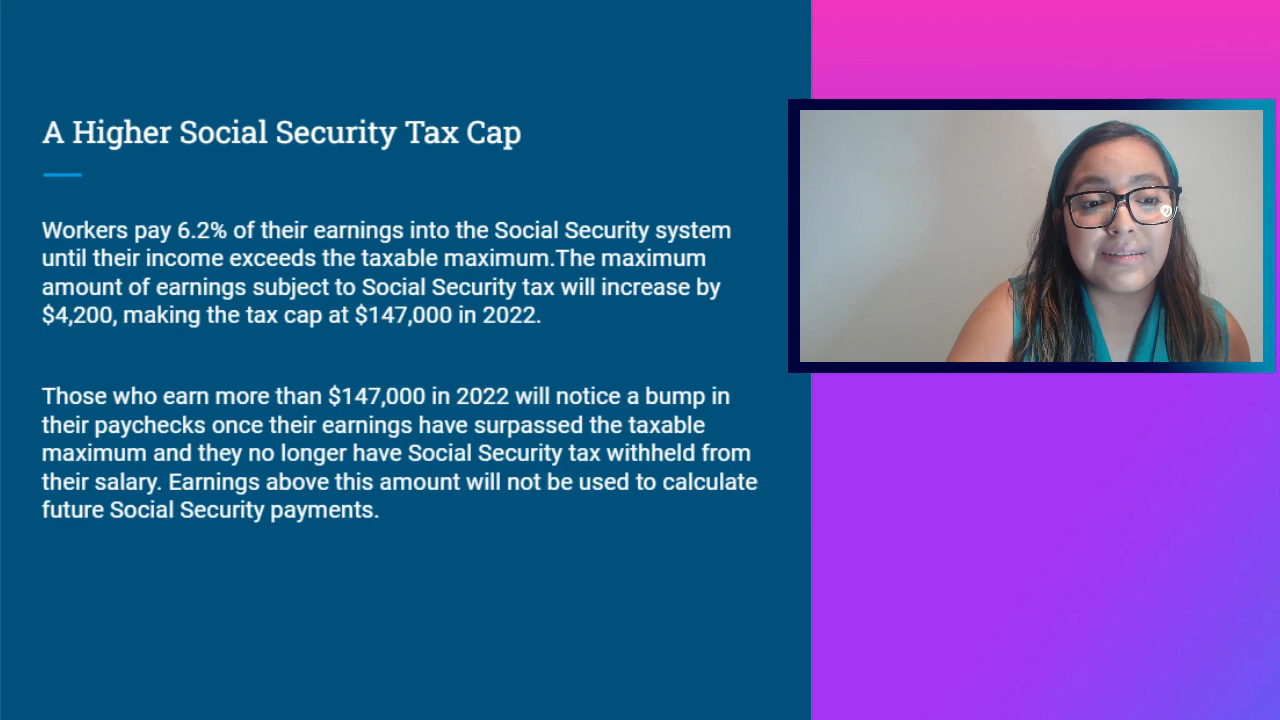 A Higher Social Security Tax Cap
Workers pay 6.2% of their earnings into the Social Security system
until their income exceeds the taxable maximum.The maximum
amount of earnings subject to Social Security tax will increase by
$4,200, making the tax cap at $147,000 in 2022.
Those who earn more than $147,000 in 2022 will notice a bump in
their paychecks once their earnings have surpassed the taxable
maximum and they no longer have Social Security tax withheld from
their salary. Earnings above this amount will not be used to calculate
future Social Security payments.